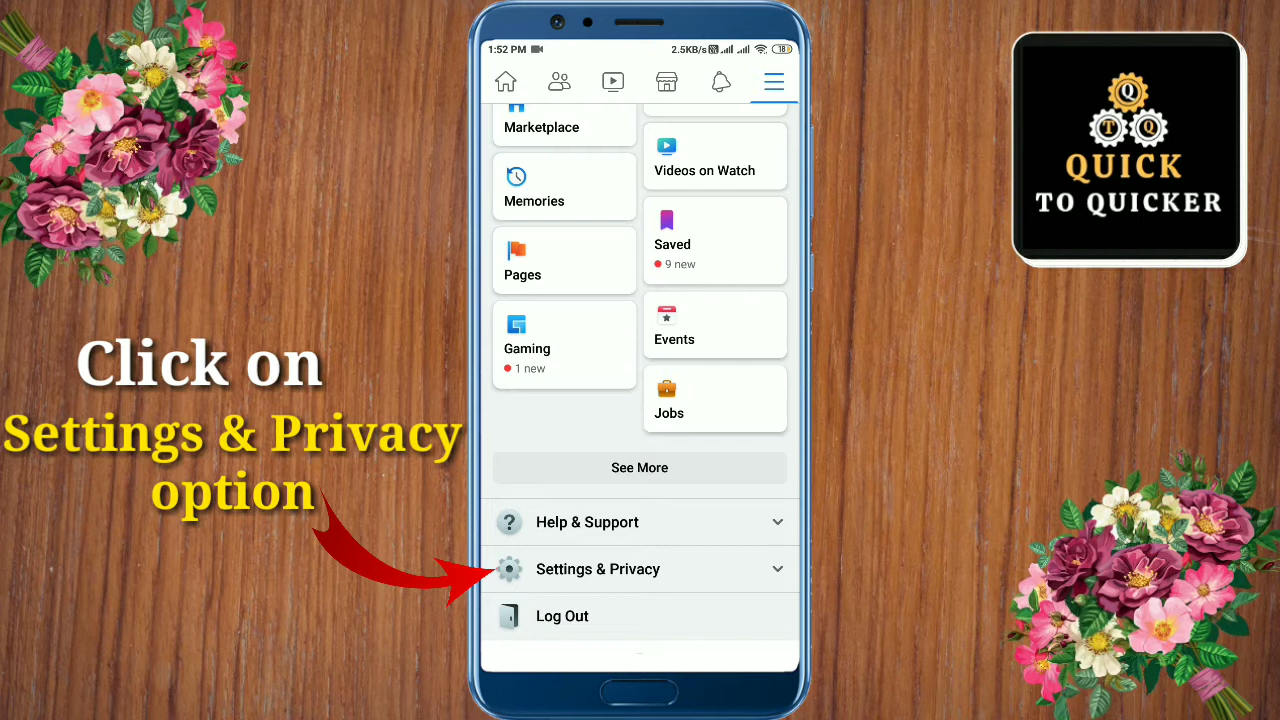 1:52 PM
2.5KB/s
18
Marketplace
Memories
Pages
Gaming
1 new
Videos on Watch
Saved
9 new
Events
Jobs
See More
? Help & Support
Settings & Privacy
Log Out
Click on
Settings & Privacy
option
Q
T Q
QUICK
TO QUICKER